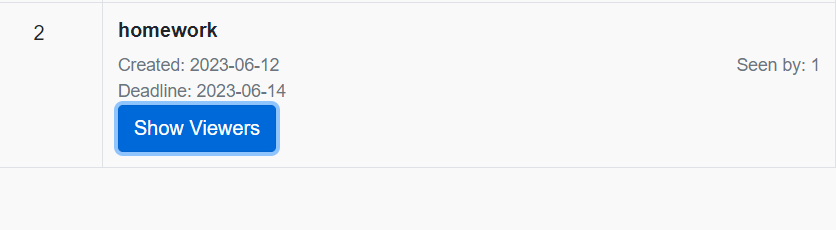 2
homework
Created: 2023-06-12
Seen by: 1
Deadline: 2023-06-14
Show Viewers